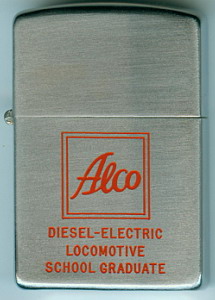 Alco
DIESEL-ELECTRIC
LOCOMOTIVE
SCHOOL GRADUATE